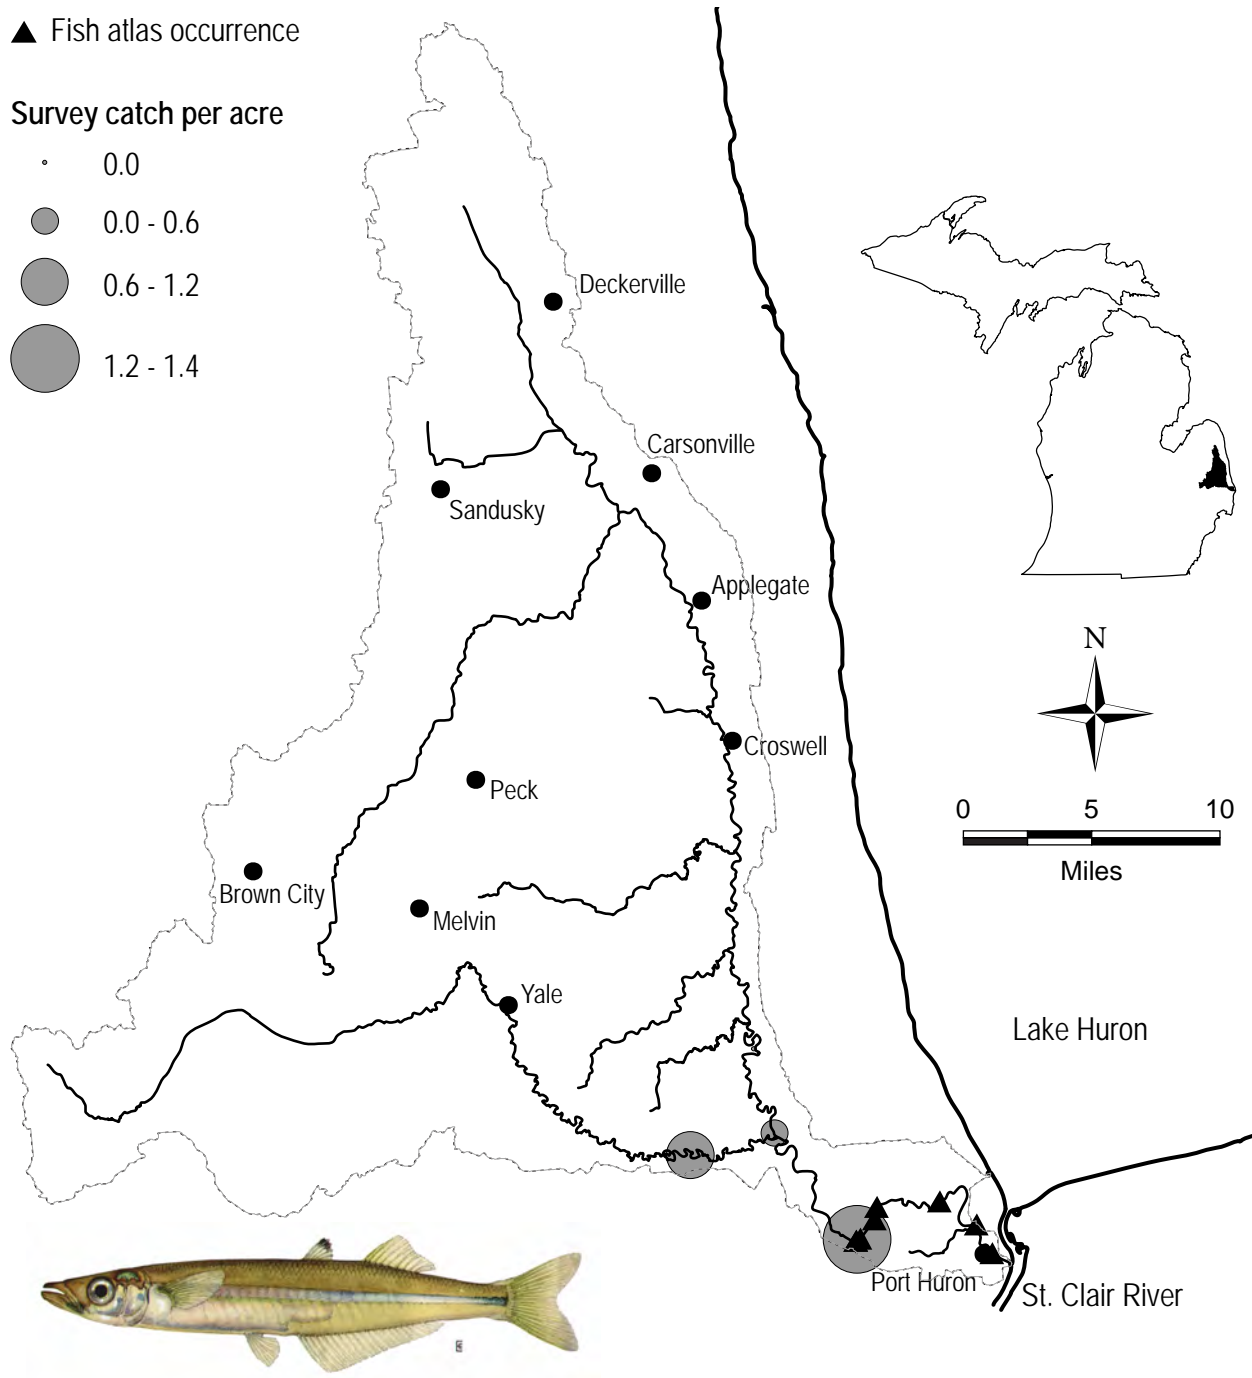 Fish atlas occurrence
Survey catch per acre
0.0
0.0 - 0.6
0.6 - 1.2
1.2 - 1.4
Deckerville
Carsonville
Sandusky
Applegate
N
Croswell
Peck
0 5 10
Miles
Brown City
Melvin
Yale
Lake Huron
Port Huron
St. Clair River